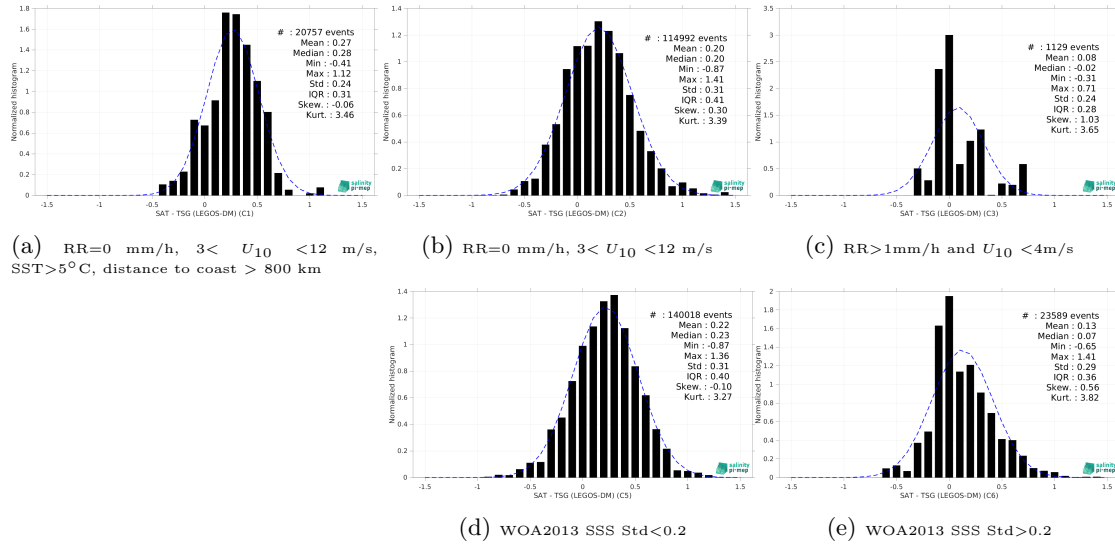 1.8
1.6
1.4
1.2
1
0.8
0.6
0.4
0.2
0
Normalized histogram
# : 20757 events
Mean : 0.27
Median : 0.28
Min : -0.41
Max : 1.12
Std : 0.24
IQR : 0.31
Skew. : -0.06
Kurt. : 3.46
salinity
pi-mep
-1.5 -1 -0.5 0 0.5 1 1.5
SAT - TSG (LEGOS-DM) (C1)
(a) RR=0 mm/h, 3< U10 <12 m/s,
SST>5°C, distance to coast > 800 km
1.4
1.2
1
0.8
0.6
0.4
0.2
0
Normalized histogram
# : 114992 events
Mean : 0.20
Median : 0.20
Min : -0.87
Max : 1.41
Std : 0.31
IQR : 0.41
Skew. : 0.30
Kurt. : 3.39
salinity
pi-mep
-1.5 -1 -0.5 0 0.5 1 1.5
SAT - TSG (LEGOS-DM) (C2)
(b) RR=0 mm/h, 3< U10 <12 m/s
3.5
3
2.5
2
1.5
1
0.5
0
Normalized histogram
# : 1129 events
Mean : 0.08
Median : -0.02
Min : -0.31
Max : 0.71
Std : 0.24
IQR : 0.28
Skew. : 1.03
Kurt. : 3.65
salinity
pi-mep
-1.5 -1 -0.5 0 0.5 1 1.5
SAT - TSG (LEGOS-DM) (C3)
(c) RR>1mm/h and U10 <4m/s
1.4
1.2
1
0.8
0.6
0.4
0.2
0
Normalized histogram
# : 140018 events
Mean : 0.22
Median : 0.23
Min : -0.87
Max : 1.36
Std : 0.31
IQR : 0.40
Skew. : -0.10
Kurt. : 3.27
salinity
pi-mep
-1.5 -1 -0.5 0 0.5 1 1.5
SAT - TSG (LEGOS-DM) (C5)
(d) WOA2013 SSS Std<0.2
2
1.8
1.6
1.4
1.2
1
0.8
0.6
0.4
0.2
0
Normalized histogram
# : 23589 events
Mean : 0.13
Median : 0.07
Min : -0.65
Max : 1.41
Std : 0.29
IQR : 0.36
Skew. : 0.56
Kurt. : 3.82
salinity
pi-mep
-1.5 -1 -0.5 0 0.5 1 1.5
SAT - TSG (LEGOS-DM) (C6)
(e) WOA2013 SSS Std>0.2